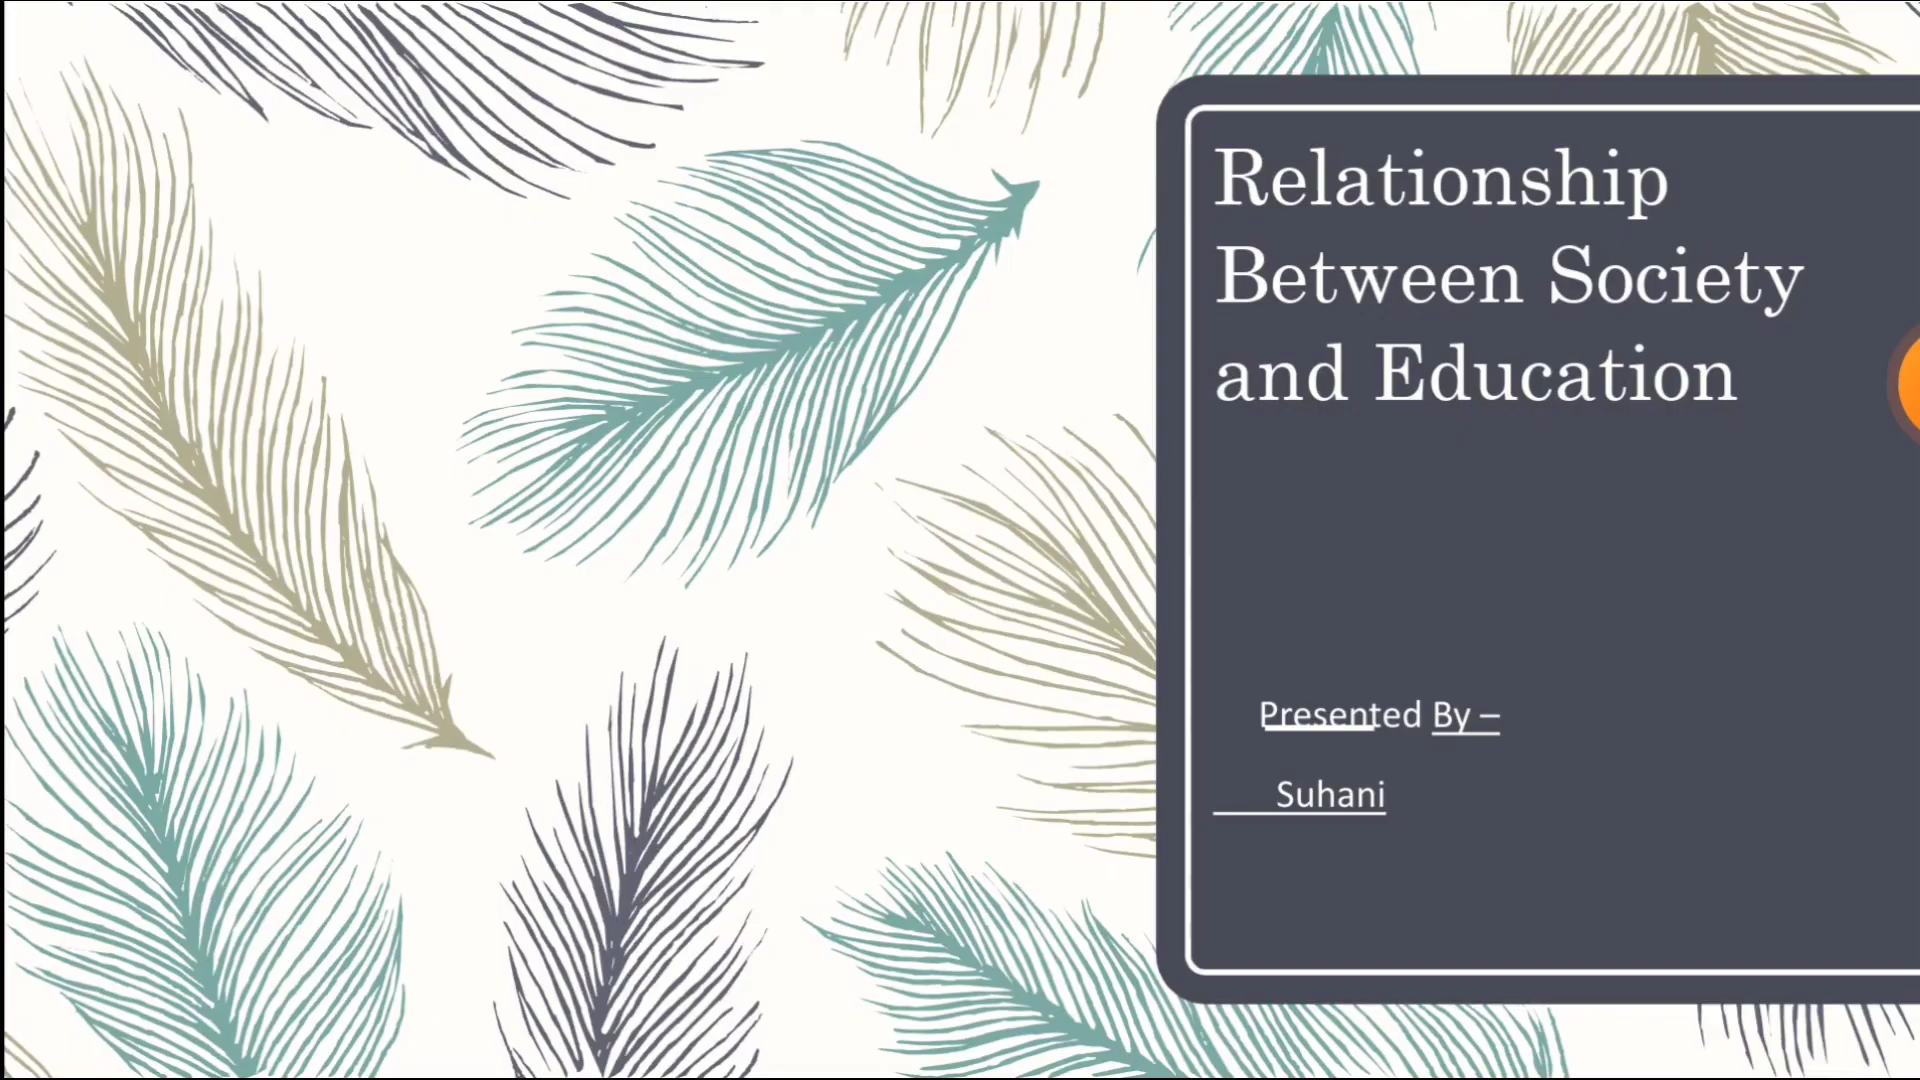 Relationship
Between Society
and Education
Presented By –
Suhani